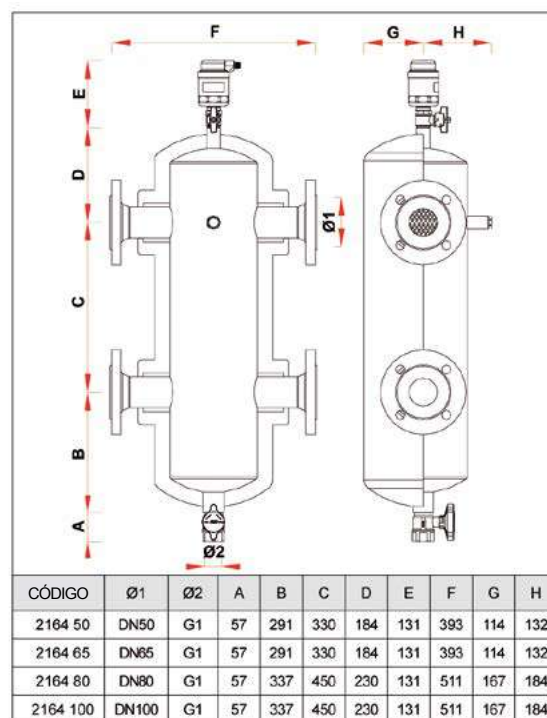 F
G H
E
D
Ø1
C
B
A
Ø2
CÓDIGO Ø1 Ø2 A B C D E F G H
2164 50 DN50 G1 57 291 330 184 131 393 114 132
2164 65 DN65 G1 57 291 330 184 131 393 114 132
2164 80 DN80 G1 57 337 450 230 131 511 167 184
2164 100 DN100 G1 57 337 450 230 131 511 167 184